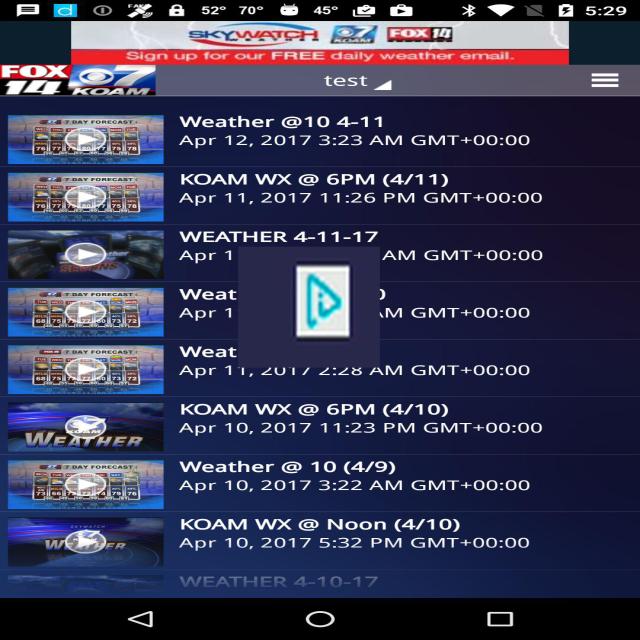 52° 70° 45° 5:29
SKYWATCH WEATHER 7 KOAM FOX 14
Sign up for our FREE daily weather email.
FOX 14 7 KOAM
test
Weather @10 4-11
Apr 12, 2017 3:23 AM GMT+00:00
KOAM WX @ 6PM (4/11)
Apr 11, 2017 11:26 PM GMT+00:00
WEATHER 4-11-17
Apr 1 AM GMT+00:00
Weat 0
Apr 1 AM GMT+00:00
Weat
Apr 11, 2017 2:28 AM GMT+00:00
KOAM WX @ 6PM (4/10)
Apr 10, 2017 11:23 PM GMT+00:00
Weather @ 10 (4/9)
Apr 10, 2017 3:22 AM GMT+00:00
KOAM WX @ Noon (4/10)
Apr 10, 2017 5:32 PM GMT+00:00
WEATHER 4-10-17
7 DAY FORECAST
7 DAY FORECAST
7 DAY FORECAST
7 DAY FORECAST
KOAM
WEATHER
7 DAY FORECAST
SKYWATCH
WEATHER